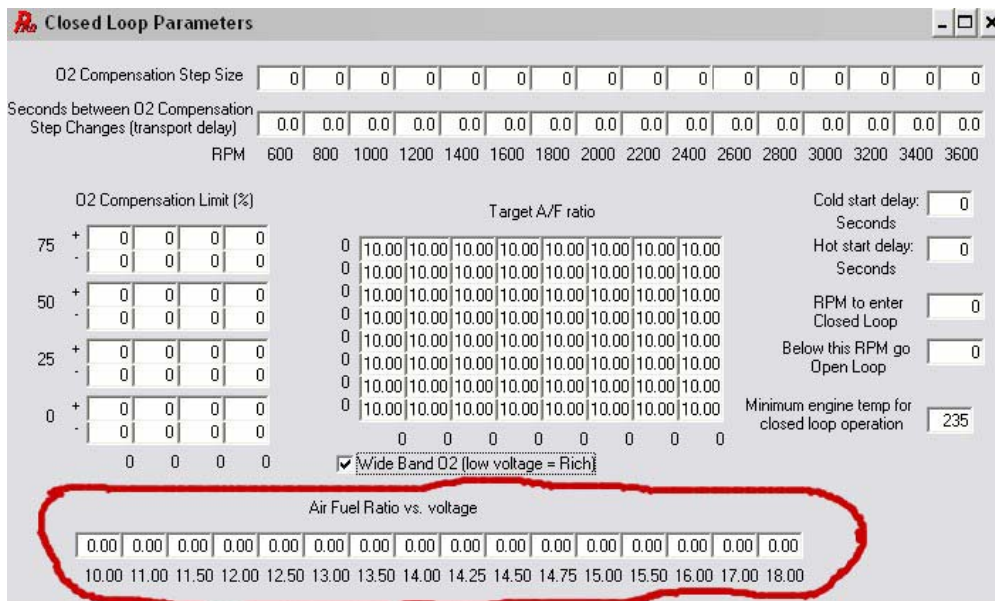 Closed Loop Parameters
O2 Compensation Step Size 0 0 0 0 0 0 0 0 0 0 0 0 0 0 0 0
Seconds between O2 Compensation
Step Changes (transport delay) 0.0 0.0 0.0 0.0 0.0 0.0 0.0 0.0 0.0 0.0 0.0 0.0 0.0 0.0 0.0 0.0
RPM 600 800 1000 1200 1400 1600 1800 2000 2200 2400 2600 2800 3000 3200 3400 3600
O2 Compensation Limit (%)
75 + 0 0 0 0
- 0 0 0 0
50 + 0 0 0 0
- 0 0 0 0
25 + 0 0 0 0
- 0 0 0 0
0 + 0 0 0 0
- 0 0 0 0
0 0 0 0
Target A/F ratio
0 10.00 10.00 10.00 10.00 10.00 10.00 10.00 10.00
0 10.00 10.00 10.00 10.00 10.00 10.00 10.00 10.00
0 10.00 10.00 10.00 10.00 10.00 10.00 10.00 10.00
0 10.00 10.00 10.00 10.00 10.00 10.00 10.00 10.00
0 10.00 10.00 10.00 10.00 10.00 10.00 10.00 10.00
0 10.00 10.00 10.00 10.00 10.00 10.00 10.00 10.00
0 10.00 10.00 10.00 10.00 10.00 10.00 10.00 10.00
0 10.00 10.00 10.00 10.00 10.00 10.00 10.00 10.00
0 0 0 0 0 0 0 0
Wide Band O2 (low voltage = Rich)
Cold start delay: 0
Seconds
Hot start delay: 0
Seconds
RPM to enter 0
Closed Loop
Below this RPM go 0
Open Loop
Minimum engine temp for
closed loop operation 235
Air Fuel Ratio vs. voltage
0.00 0.00 0.00 0.00 0.00 0.00 0.00 0.00 0.00 0.00 0.00 0.00 0.00 0.00 0.00 0.00
10.00 11.00 11.50 12.00 12.50 13.00 13.50 14.00 14.25 14.50 14.75 15.00 15.50 16.00 17.00 18.00